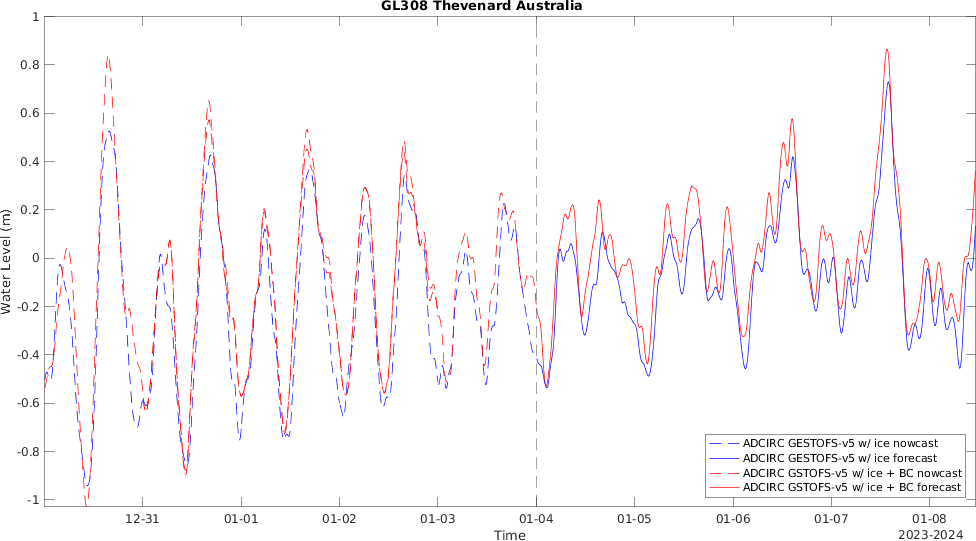 GL308 Thevenard Australia
1
0.8
0.6
0.4
0.2
0
-0.2
-0.4
-0.6
-0.8
-1
Water Level (m)
ADCIRC GESTOFS-v5 w/ ice nowcast
ADCIRC GESTOFS-v5 w/ ice forecast
ADCIRC GSTOFS-v5 w/ ice + BC nowcast
ADCIRC GSTOFS-v5 w/ ice + BC forecast
12-31 01-01 01-02 01-03 01-04 01-05 01-06 01-07 01-08
Time
2023-2024